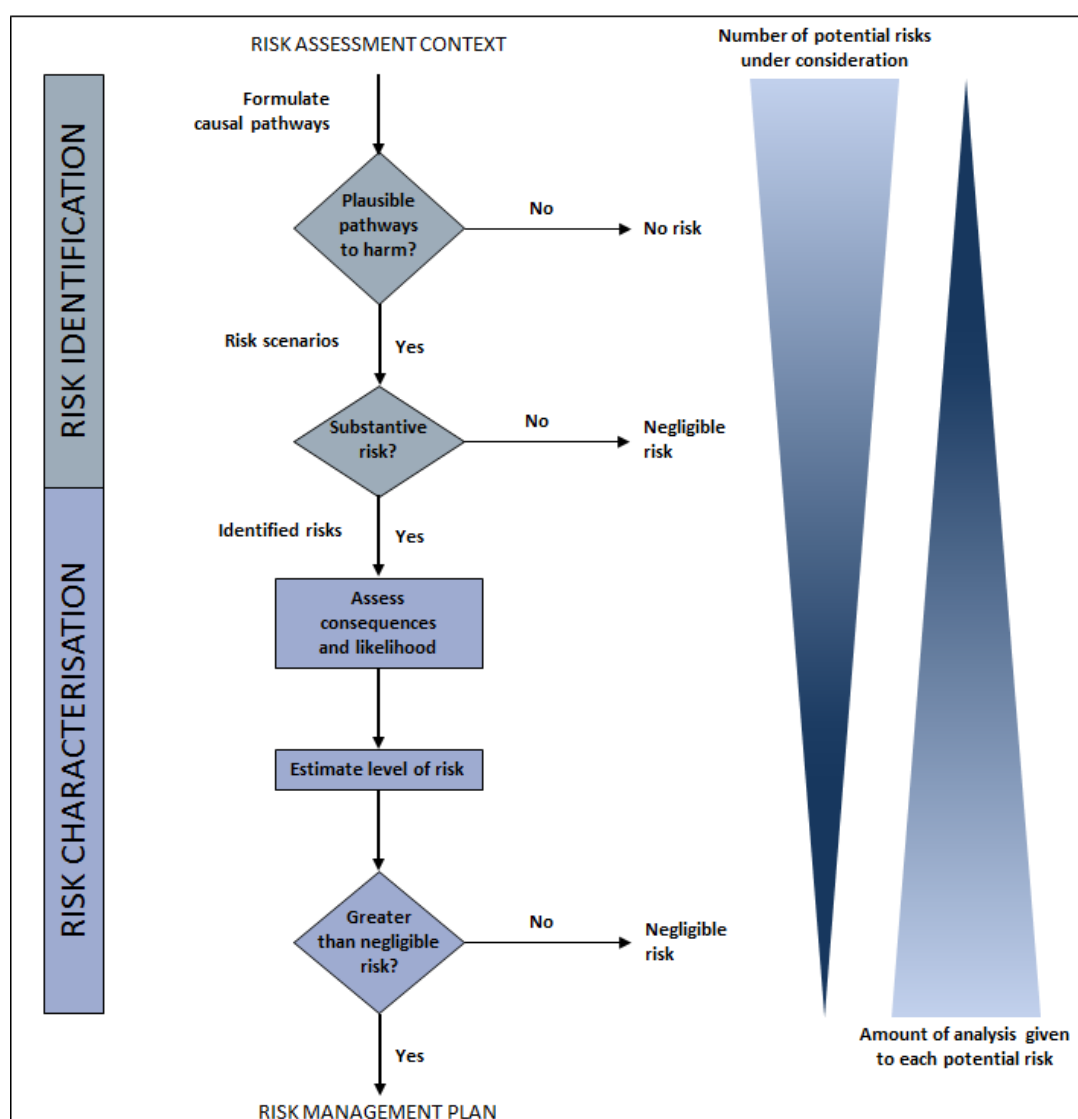 RISK ASSESSMENT CONTEXT
Number of potential risks
under consideration
RISK IDENTIFICATION
Formulate
causal pathways
Plausible
pathways
to harm?
No
No risk
Risk scenarios
Yes
Substantive
risk?
No
Negligible
risk
RISK CHARACTERISATION
Identified risks
Yes
Assess
consequences
and likelihood
Estimate level of risk
Greater
than negligible
risk?
No
Negligible
risk
Yes
RISK MANAGEMENT PLAN
Amount of analysis given
to each potential risk